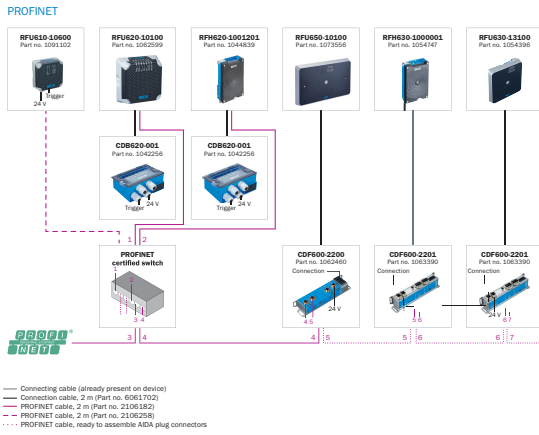 PROFINET
RFU610-10600
Part no. 1091102
Trigger
24 V
RFU620-10100
Part no. 1062599
RFH620-1001201
Part no. 1044839
RFU650-10100
Part no. 1073556
RFH630-1000001
Part no. 1054747
RFU630-13100
Part no. 1054396
CDB620-001
Part no. 1042256
24 V
Trigger
CDB620-001
Part no. 1042256
24 V
Trigger
1 2
PROFINET
certified switch
1
2
3 4
CDF600-2200
Part no. 1062460
Connection
24 V
4 5
CDF600-2201
Part no. 1063390
Connection
5 6
CDF600-2201
Part no. 1063390
Connection
24 V
6 7
PROFI
NET
®
3 4
4 5
5 6
6 7
Connecting cable (already present on device)
Connection cable, 2 m (Part no. 6061702)
PROFINET cable, 2 m (Part no. 2106182)
PROFINET cable, 2 m (Part no. 2106258)
PROFINET cable, ready to assemble AIDA plug connectors